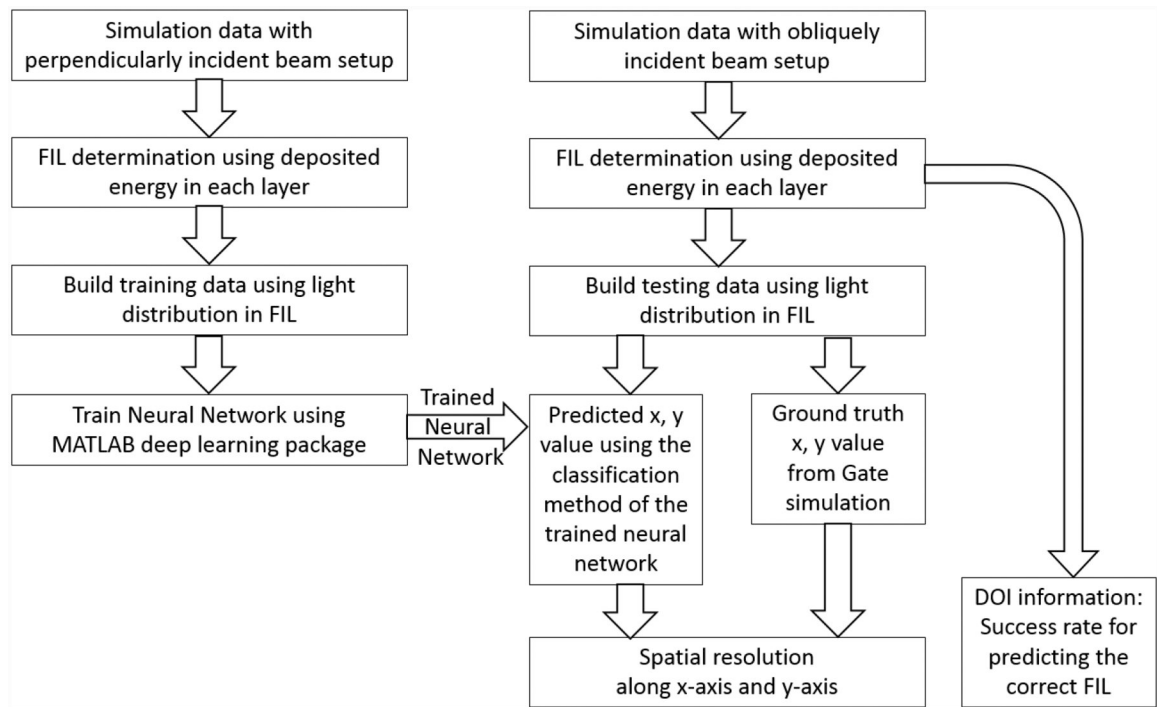 Simulation data with
perpendicularly incident beam setup
FIL determination using deposited
energy in each layer
Build training data using light
distribution in FIL
Train Neural Network using
MATLAB deep learning package
Trained
Neural
Network
Simulation data with obliquely
incident beam setup
FIL determination using deposited
energy in each layer
Build testing data using light
distribution in FIL
Predicted x, y
value using the
classification
method of the
trained neural
network
Ground truth
x, y value
from Gate
simulation
Spatial resolution
along x-axis and y-axis
DOI information:
Success rate for
predicting the
correct FIL